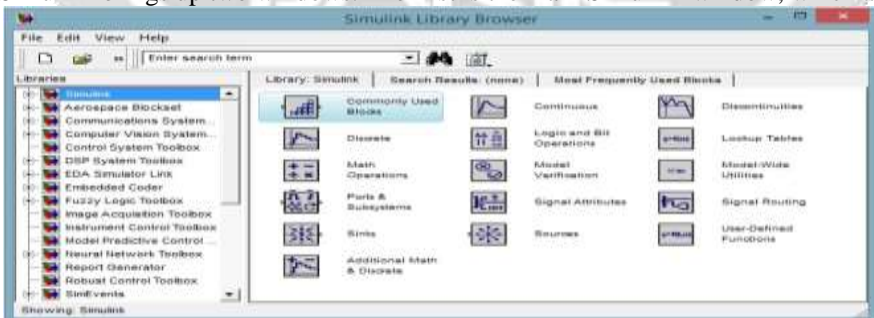 Simulink Library Browser
File Edit View Help
Enter search term
Libraries
Library: Simulink
Search Results: (none)
Most Frequently Used Blocks
Simulink
Aerospace Blockset
Communications System...
Computer Vision System...
Control System Toolbox
DSP System Toolbox
EDA Simulator Link
Embedded Coder
Fuzzy Logic Toolbox
Image Acquisition Toolbox
Instrument Control Toolbox
Model Predictive Control ...
Neural Network Toolbox
Report Generator
Robust Control Toolbox
SimEvents
Commonly Used
Blocks
Continuous
Discontinuities
Discrete
Logic and Bit
Operations
Lookup Tables
Math
Operations
Model
Verification
Model-Wide
Utilities
Ports &
Subsystems
Signal Attributes
Signal Routing
Sinks
Sources
User-Defined
Functions
Additional Math
& Discrete
Showing: Simulink